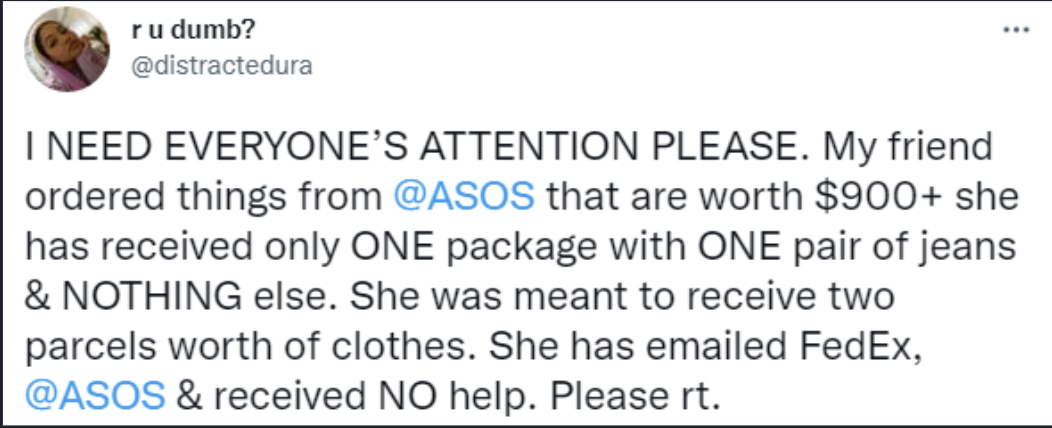 r u dumb?
@distractedura
I NEED EVERYONE’S ATTENTION PLEASE. My friend
ordered things from @ASOS that are worth $900+ she
has received only ONE package with ONE pair of jeans
& NOTHING else. She was meant to receive two
parcels worth of clothes. She has emailed FedEx,
@ASOS & received NO help. Please rt.